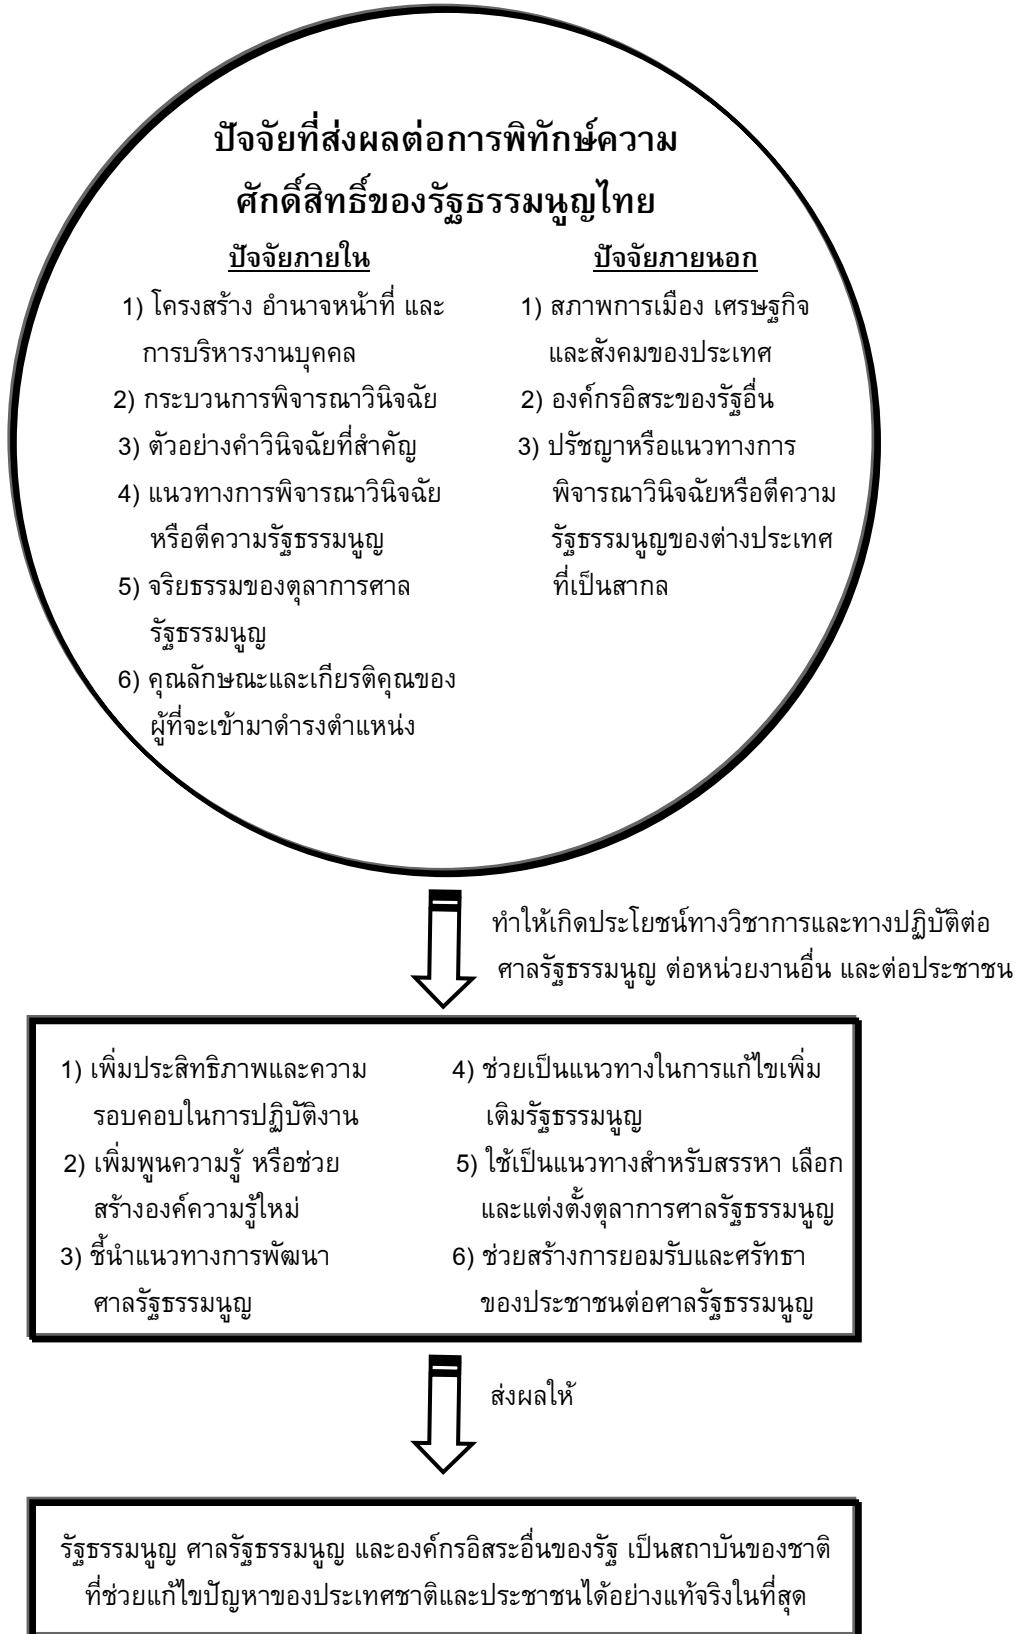 ปัจจัยที่ส่งผลต่อการพิทักษ์ความ
ศักดิ์สิทธิ์ของรัฐธรรมนูญไทย
ปัจจัยภายใน
1) โครงสร้าง อำนาจหน้าที่ และ
การบริหารงานบุคคล
2) กระบวนการพิจารณาวินิจฉัย
3) ตัวอย่างคำวินิจฉัยที่สำคัญ
4) แนวทางการพิจารณาวินิจฉัย
หรือตีความรัฐธรรมนูญ
5) จริยธรรมของตุลาการศาล
รัฐธรรมนูญ
6) คุณลักษณะและเกียรติคุณของ
ผู้ที่จะเข้ามาดำรงตำแหน่ง
ปัจจัยภายนอก
1) สภาพการเมือง เศรษฐกิจ
และสังคมของประเทศ
2) องค์กรอิสระของรัฐอื่น
3) ปรัชญาหรือแนวทางการ
พิจารณาวินิจฉัยหรือตีความ
รัฐธรรมนูญของต่างประเทศ
ที่เป็นสากล
ทำให้เกิดประโยชน์ทางวิชาการและทางปฏิบัติต่อ
ศาลรัฐธรรมนูญ ต่อหน่วยงานอื่น และต่อประชาชน
1) เพิ่มประสิทธิภาพและความ
รอบคอบในการปฏิบัติงาน
2) เพิ่มพูนความรู้ หรือช่วย
สร้างองค์ความรู้ใหม่
3) ชี้นำแนวทางการพัฒนา
ศาลรัฐธรรมนูญ
4) ช่วยเป็นแนวทางในการแก้ไขเพิ่ม
เติมรัฐธรรมนูญ
5) ใช้เป็นแนวทางสำหรับสรรหา เลือก
และแต่งตั้งตุลาการศาลรัฐธรรมนูญ
6) ช่วยสร้างการยอมรับและศรัทธา
ของประชาชนต่อศาลรัฐธรรมนูญ
ส่งผลให้
รัฐธรรมนูญ ศาลรัฐธรรมนูญ และองค์กรอิสระอื่นของรัฐ เป็นสถาบันของชาติ
ที่ช่วยแก้ไขปัญหาของประเทศชาติและประชาชนได้อย่างแท้จริงในที่สุด